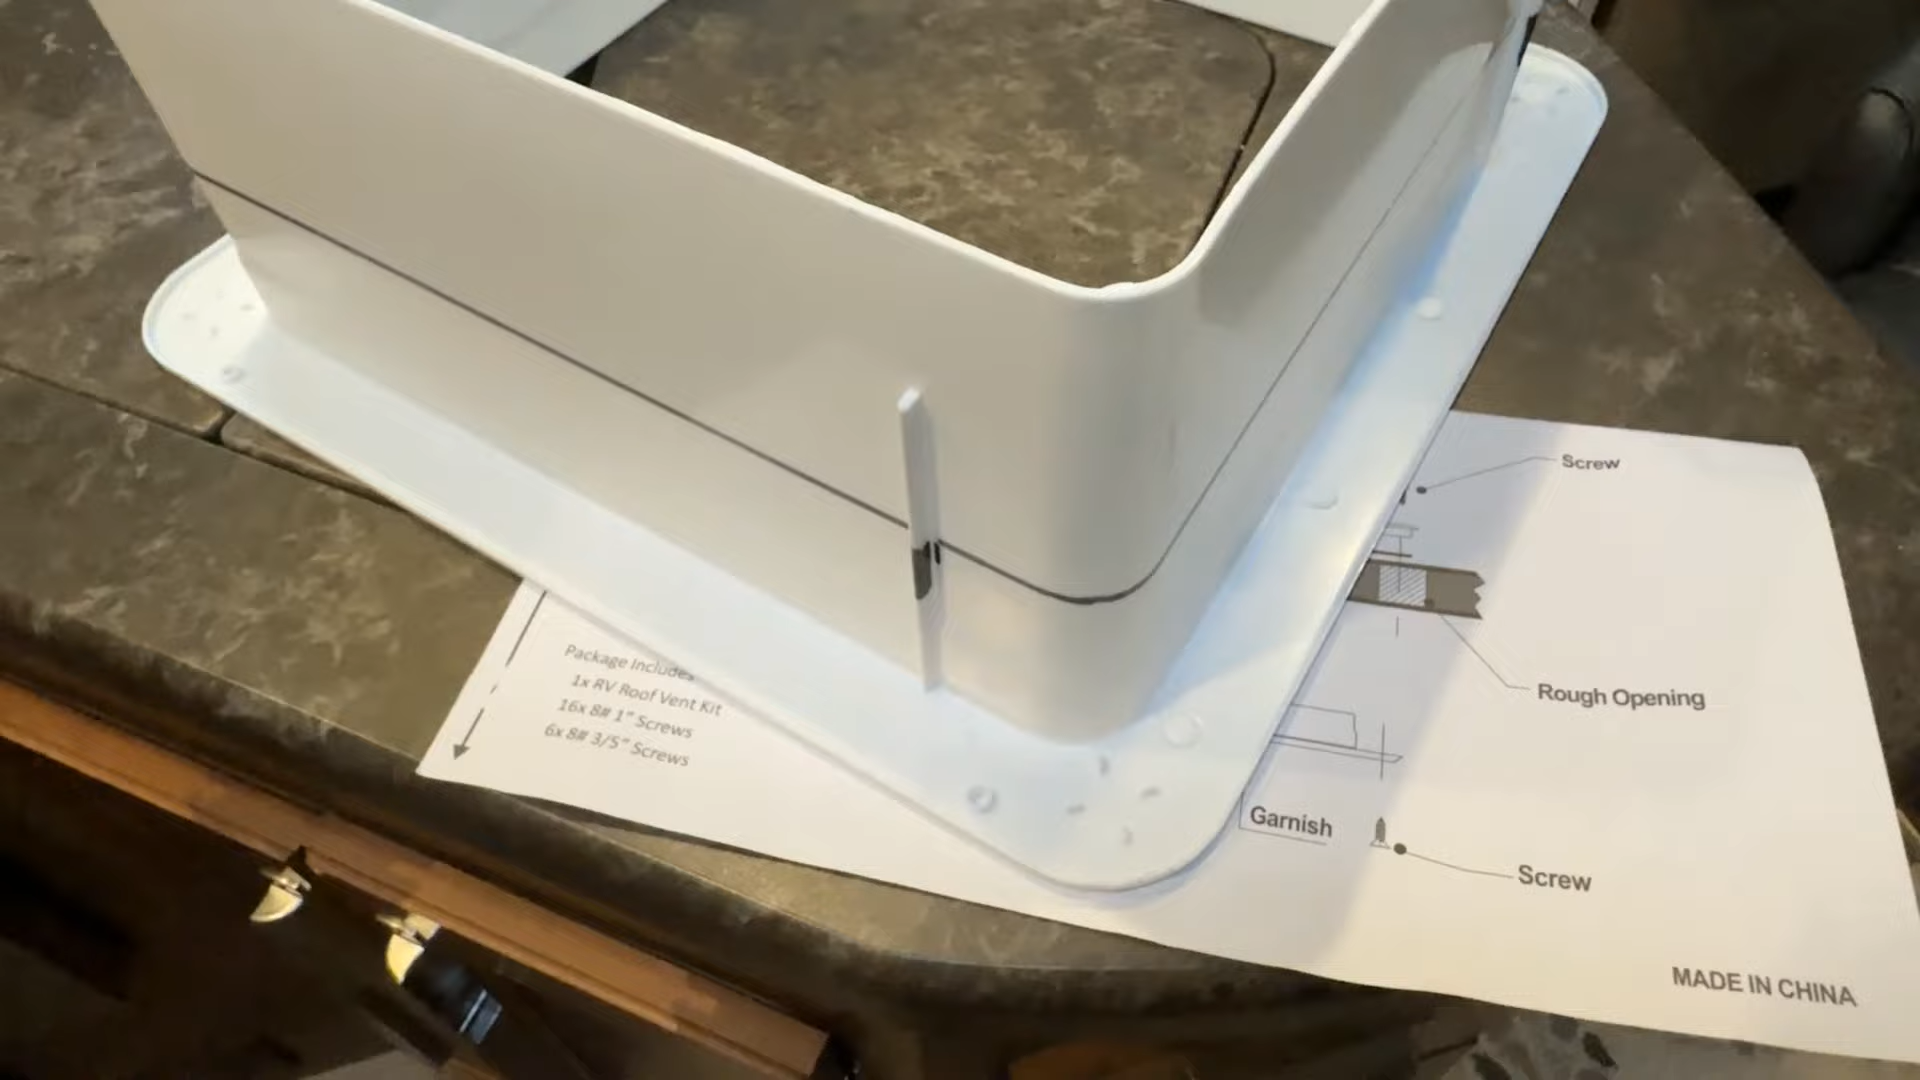 Screw
Rough Opening
Package Includes
1x RV Roof Vent Kit
16x 8# 1" Screws
6x 8# 3/5" Screws
Garnish
Screw
MADE IN CHINA